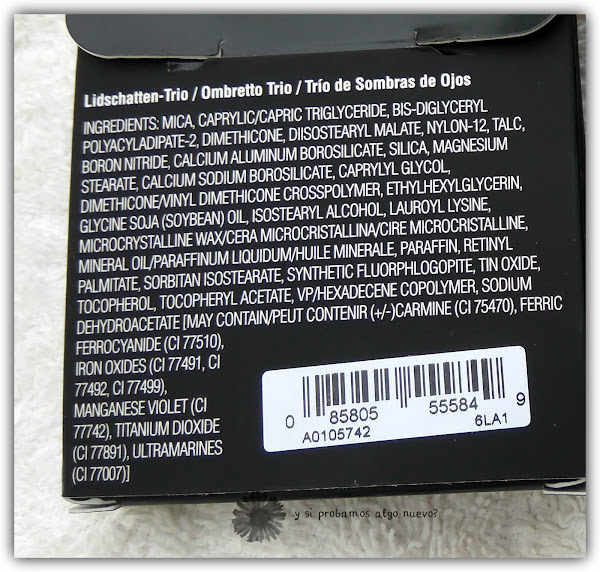 Lidschatten-Trio / Ombretto Trio / Trío de Sombras de Ojos
INGREDIENTS: MICA, CAPRYLIC/CAPRIC TRIGLYCERIDE, BIS-DIGLYCERYL
POLYACYLADIPATE-2, DIMETHICONE, DIISOSTEARYL MALATE, NYLON-12, TALC,
BORON NITRIDE, CALCIUM ALUMINUM BOROSILICATE, SILICA, MAGNESIUM
STEARATE, CALCIUM SODIUM BOROSILICATE, CAPRYLYL GLYCOL,
DIMETHICONE/VINYL DIMETHICONE CROSSPOLYMER, ETHYLHEXYLGLYCERIN,
GLYCINE SOJA (SOYBEAN) OIL, ISOSTEARYL ALCOHOL, LAUROYL LYSINE,
MICROCRYSTALLINE WAX/CERA MICROCRISTALLINA/CIRE MICROCRISTALLINE,
MINERAL OIL/PARAFFINUM LIQUIDUM/HUILE MINERALE, PARAFFIN, RETINYL
PALMITATE, SORBITAN ISOSTEARATE, SYNTHETIC FLUORPHLOGOPITE, TIN OXIDE,
TOCOPHEROL, TOCOPHERYL ACETATE, VP/HEXADECENE COPOLYMER, SODIUM
DEHYDROACETATE [MAY CONTAIN/PEUT CONTENIR (+/-)CARMINE (CI 75470), FERRIC
FERROCYANIDE (CI 77510),
IRON OXIDES (CI 77491, CI
77492, CI 77499),
MANGANESE VIOLET (CI
77742), TITANIUM DIOXIDE
(CI 77891), ULTRAMARINES
(CI 77007)]
0 85805 55584 9
A0105742 6LA1
y si probamos algo nuevo?